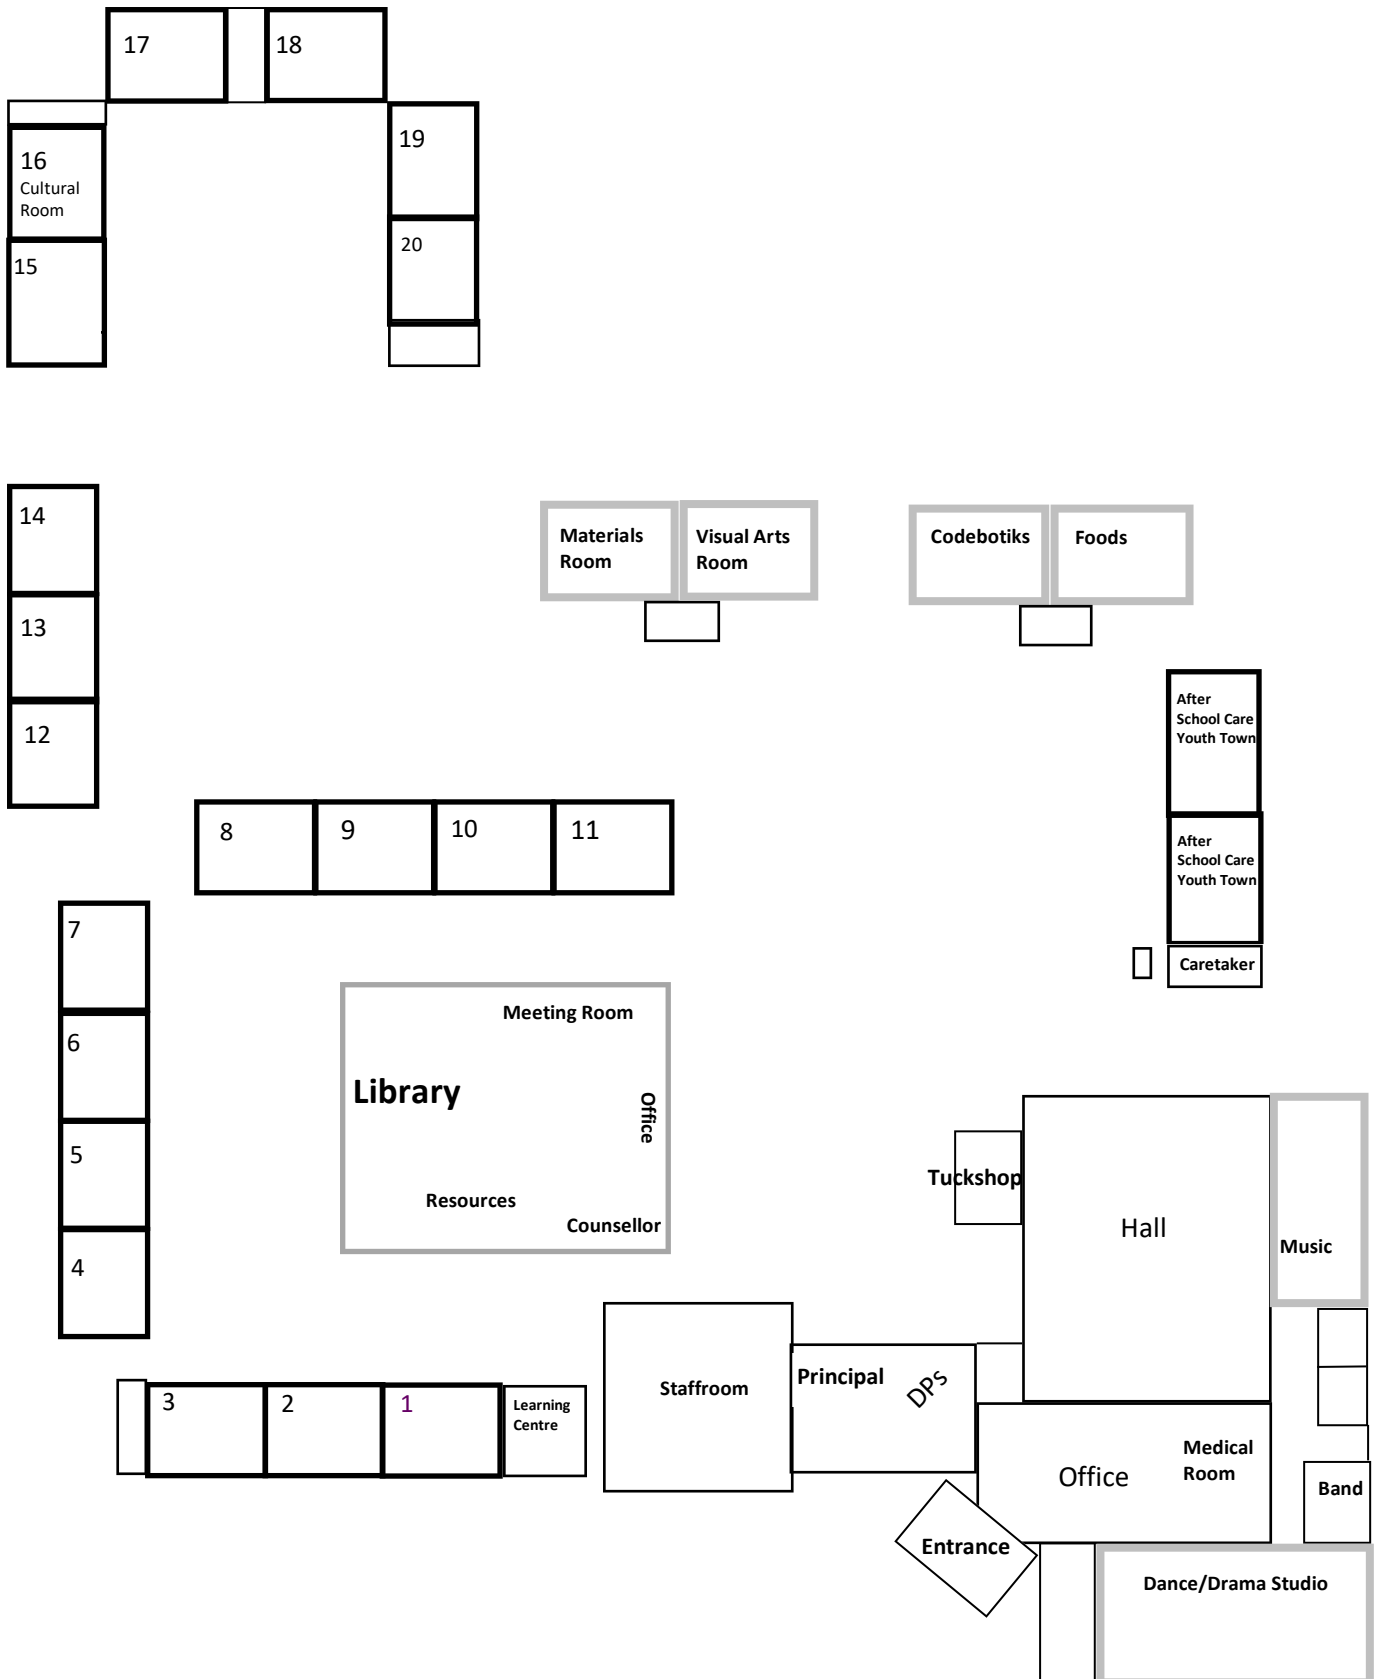 17
18
19
16
Cultural
Room
20
15
14
Materials
Room
Visual Arts
Room
Codebotiks
Foods
13
After
School Care
Youth Town
12
8
9
10
11
After
School Care
Youth Town
7
Caretaker
Meeting Room
6
Library
Office
5
Tuckshop
Resources
Counsellor
Hall
Music
4
Principal
DPs
Staffroom
3
2
1
Learning
Centre
Office
Medical
Room
Band
Entrance
Dance/Drama Studio